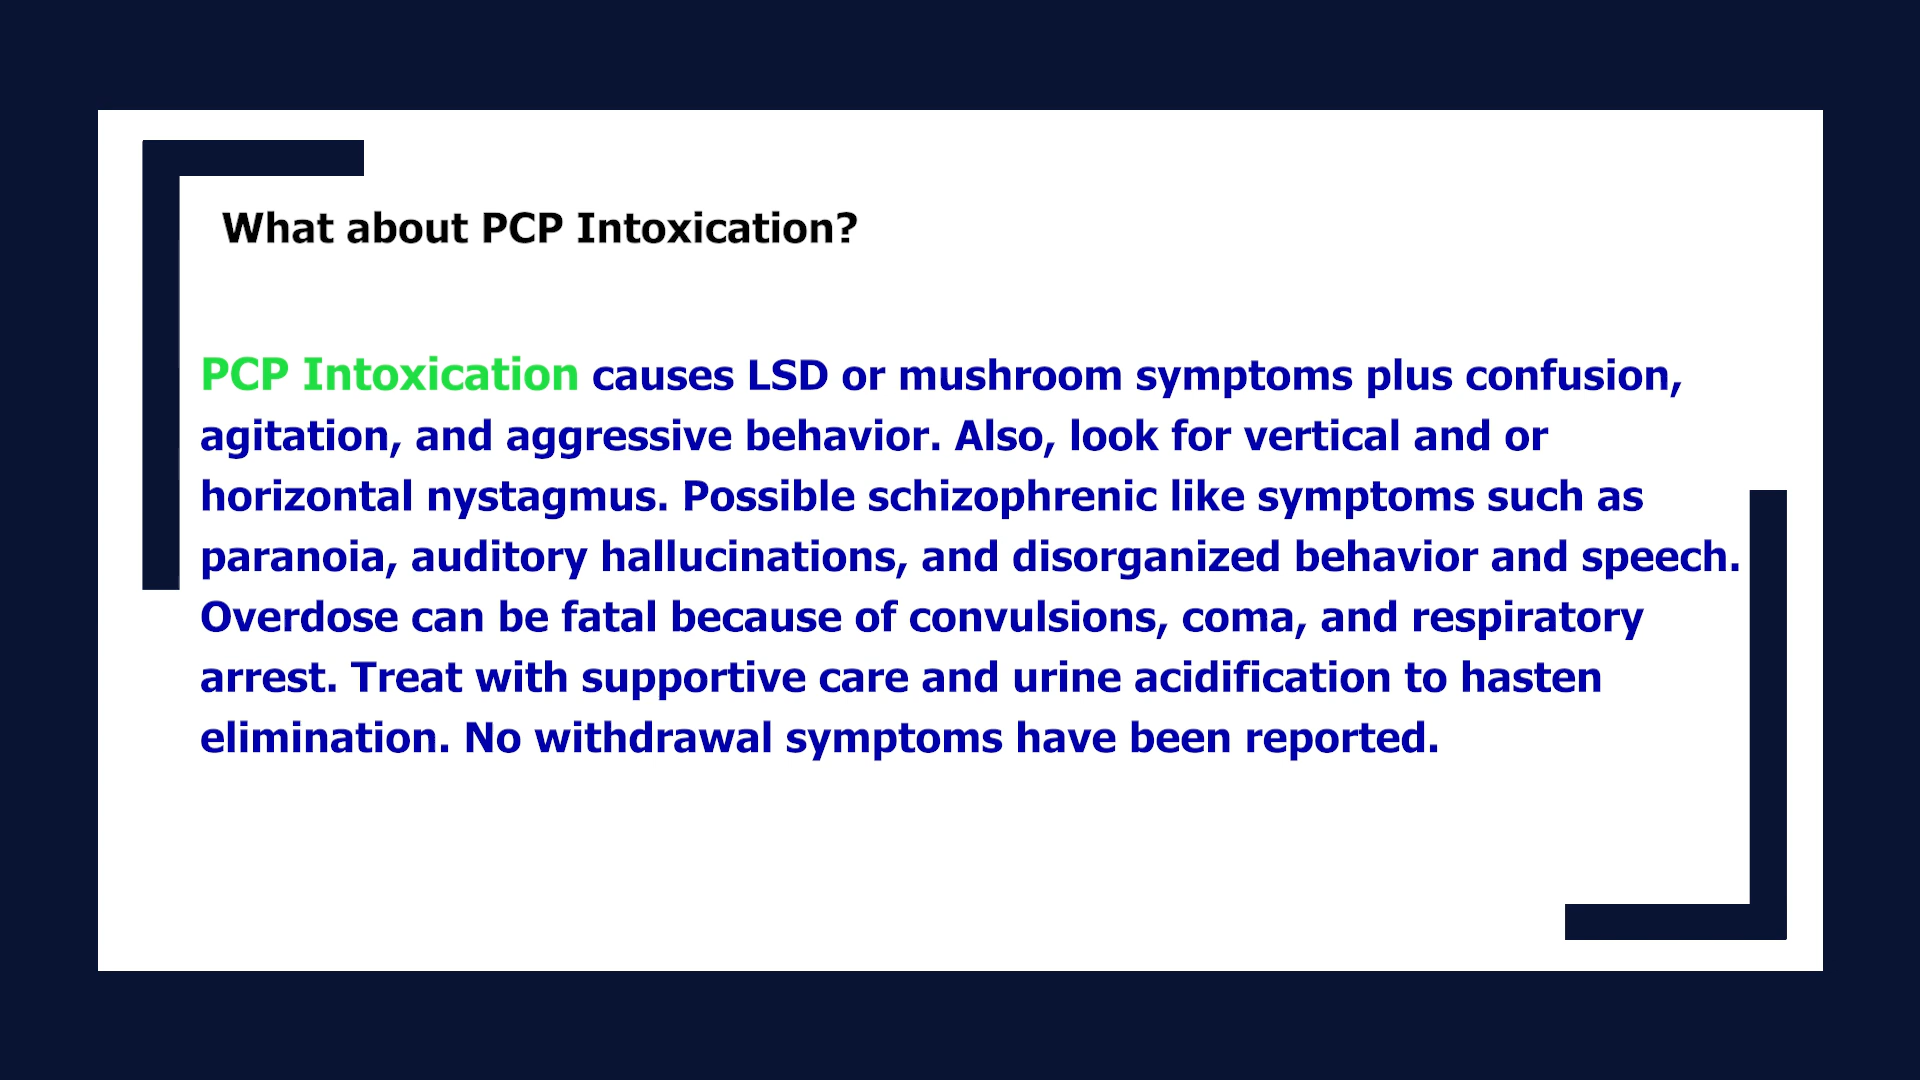 What about PCP Intoxication?
PCP Intoxication causes LSD or mushroom symptoms plus confusion,
agitation, and aggressive behavior. Also, look for vertical and or
horizontal nystagmus. Possible schizophrenic like symptoms such as
paranoia, auditory hallucinations, and disorganized behavior and speech.
Overdose can be fatal because of convulsions, coma, and respiratory
arrest. Treat with supportive care and urine acidification to hasten
elimination. No withdrawal symptoms have been reported.